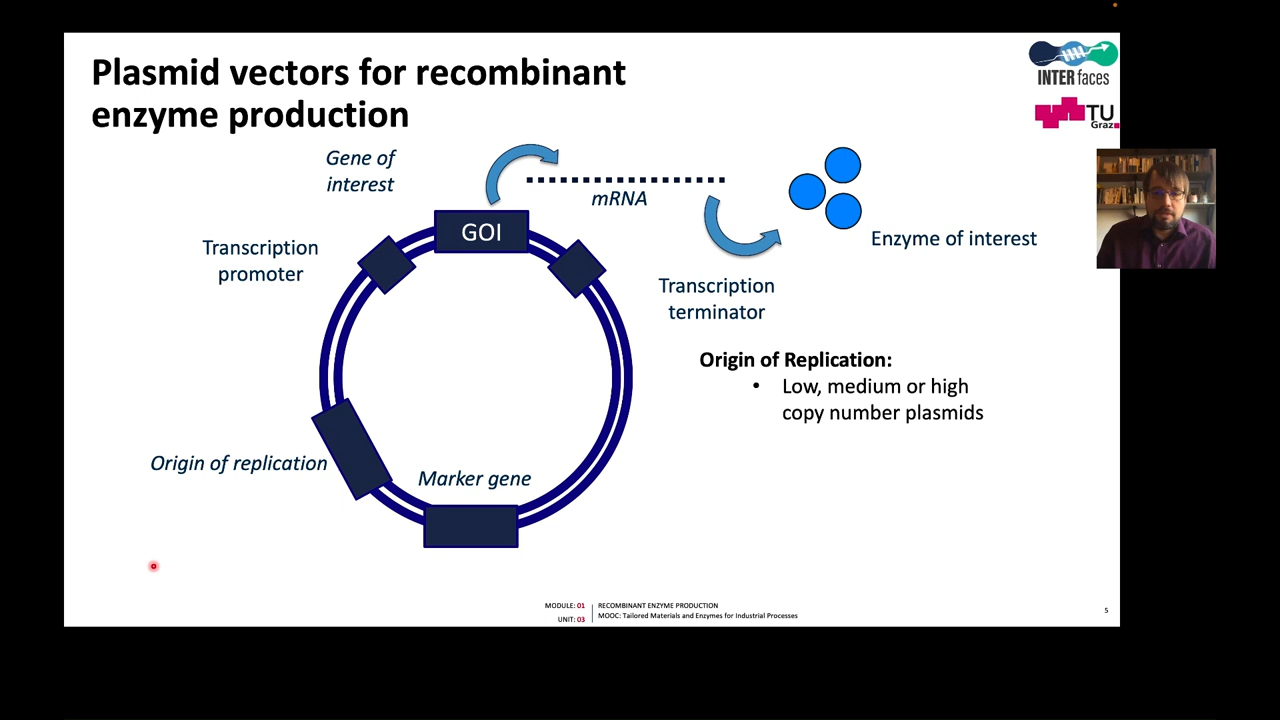 Plasmid vectors for recombinant
enzyme production
INTERfaces
TU
Graz
Gene of
interest
mRNA
GOI
Transcription
promoter
Enzyme of interest
Transcription
terminator
Origin of Replication:
• Low, medium or high
copy number plasmids
Origin of replication
Marker gene
MODULE: 01
RECOMBINANT ENZYME PRODUCTION
UNIT: 03
MOOC: Tailored Materials and Enzymes for Industrial Processes
5